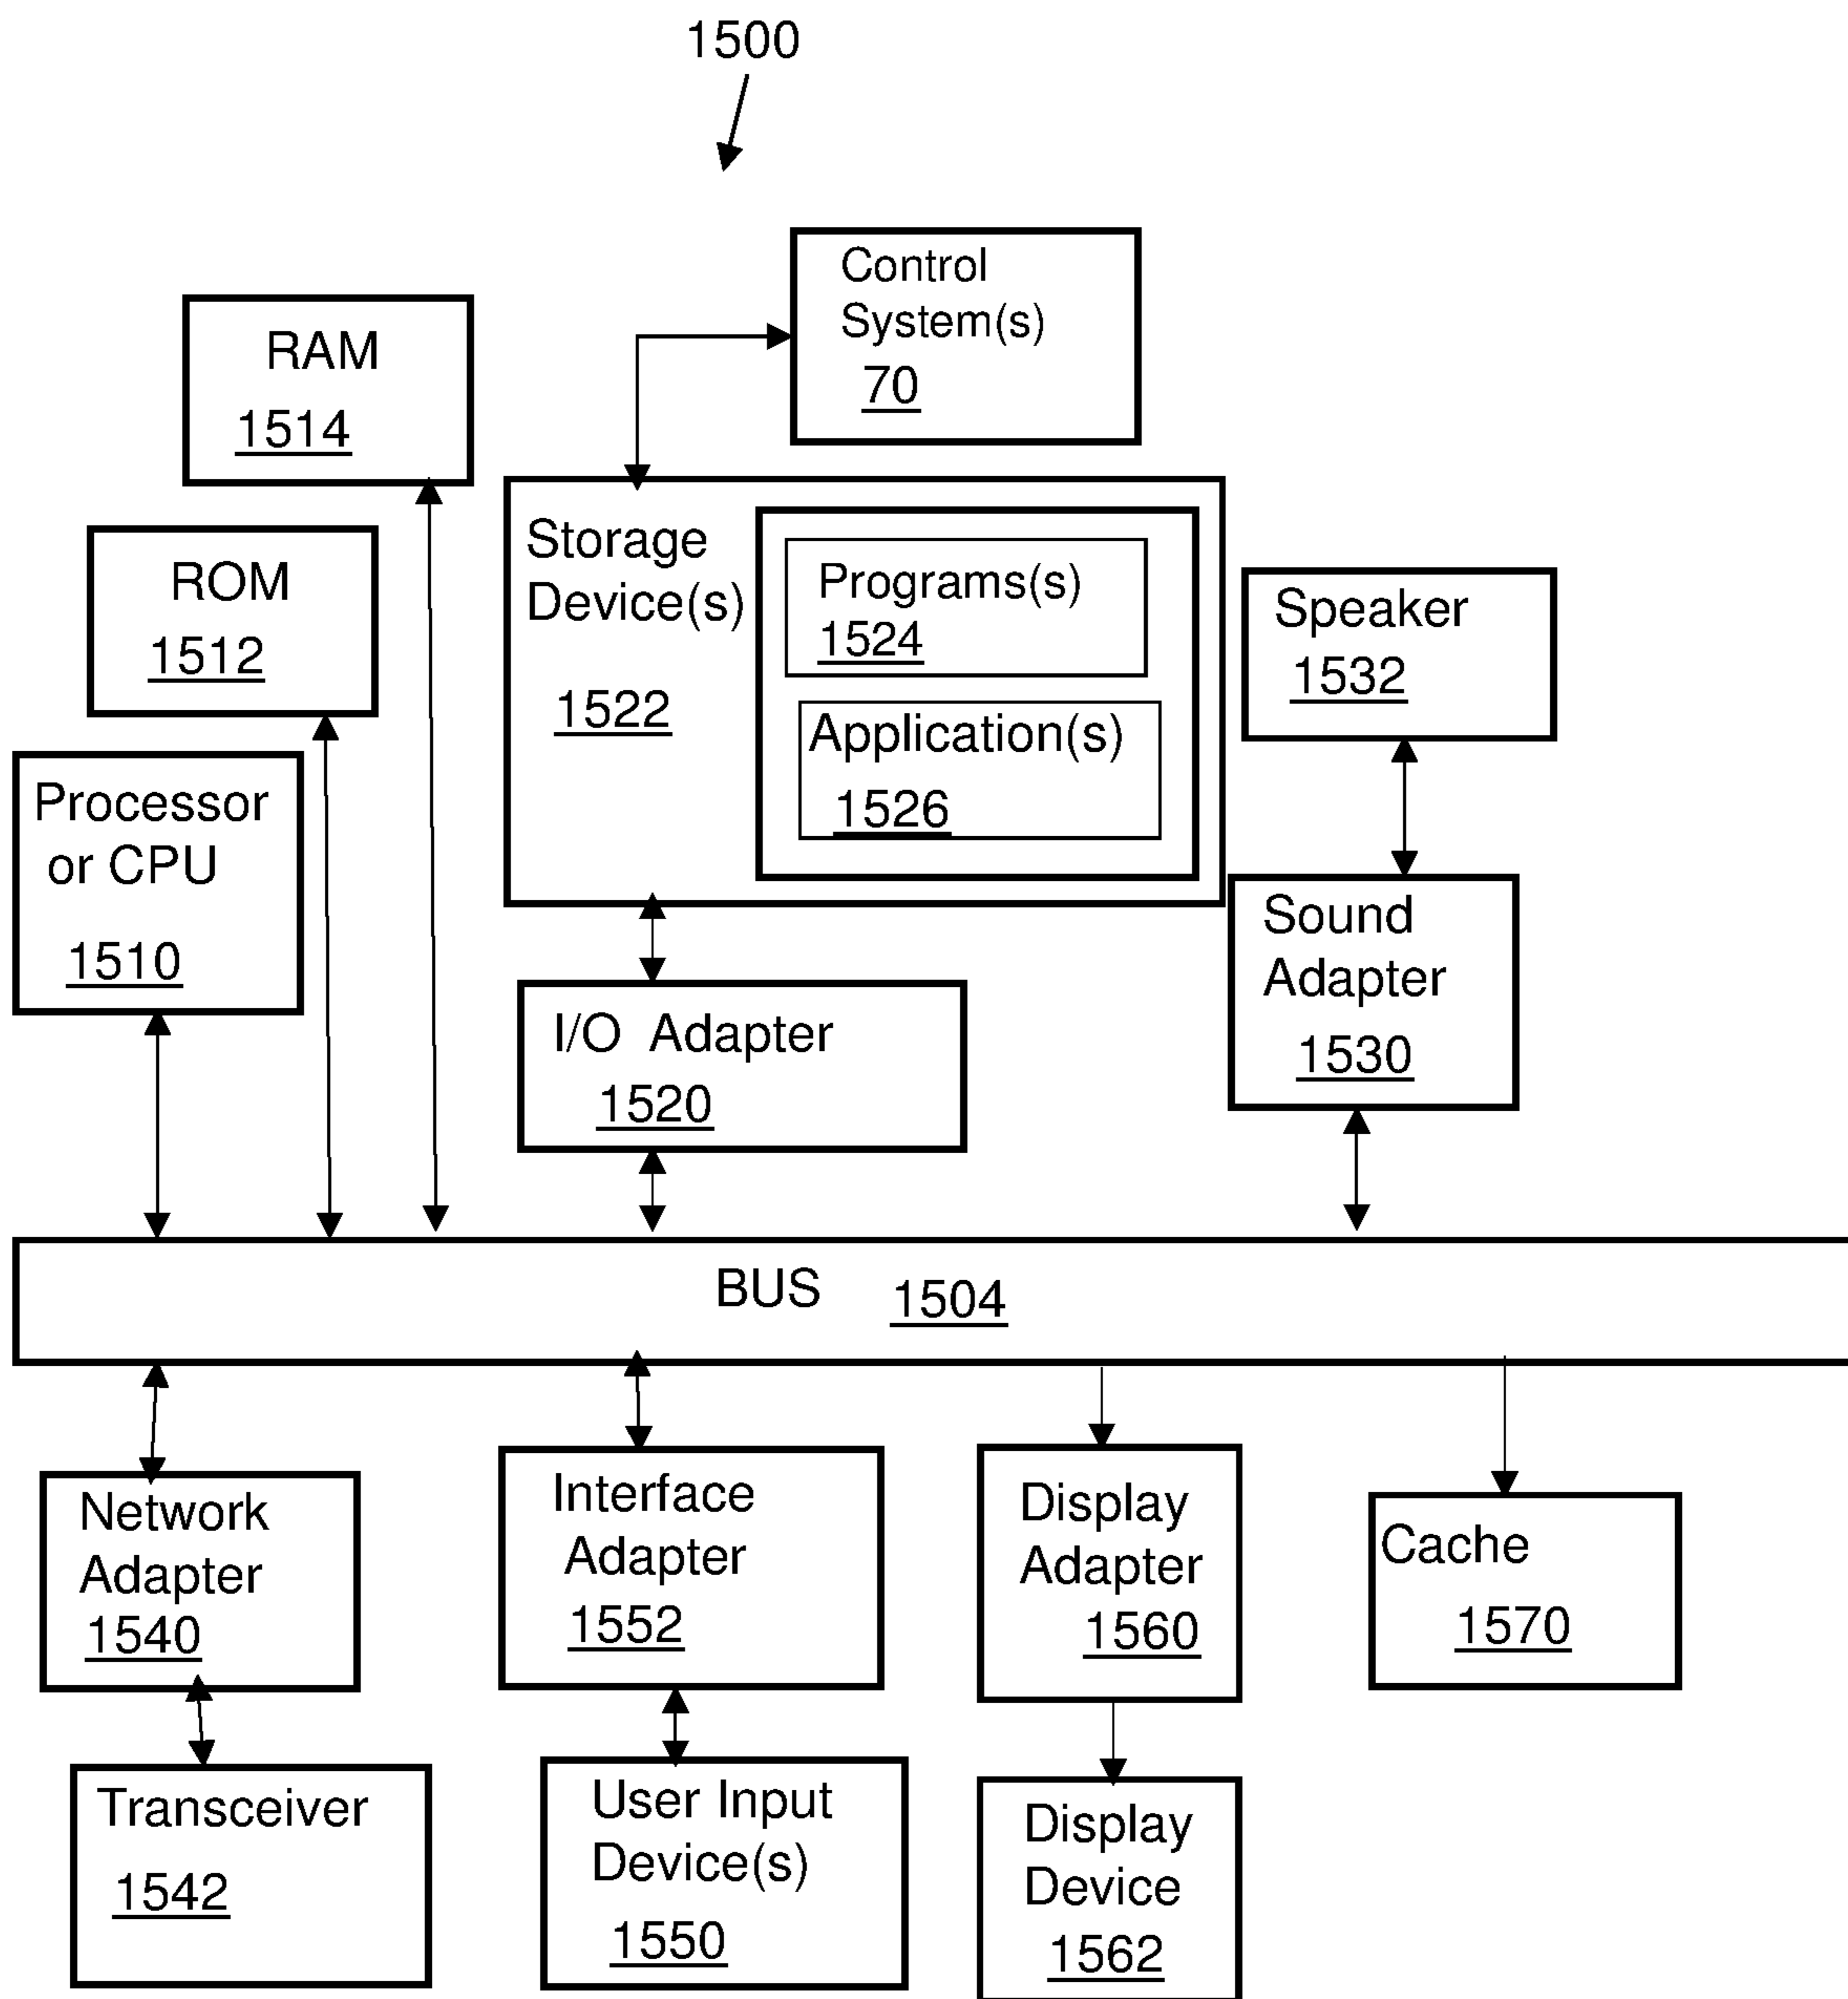 1500
Control
System(s)
70
RAM
1514
Storage
Device(s)
1522
Programs(s)
1524
Application(s)
1526
ROM
1512
Speaker
1532
Processor
or CPU
1510
Sound
Adapter
1530
I/O Adapter
1520
BUS 1504
Network
Adapter
1540
Interface
Adapter
1552
Display
Adapter
1560
Cache
1570
Transceiver
1542
User Input
Device(s)
1550
Display
Device
1562